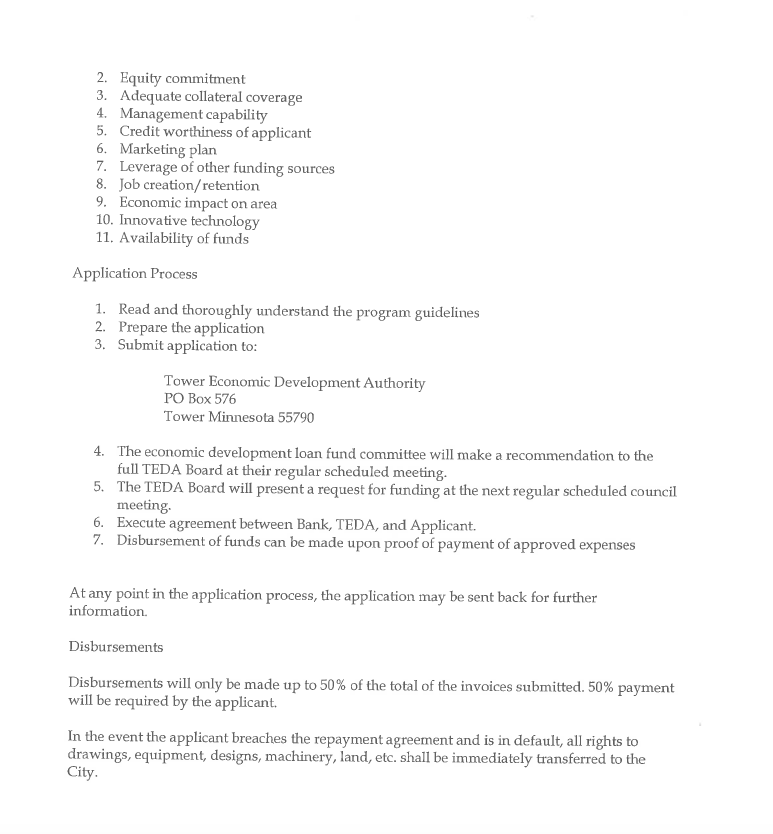 2. Equity commitment
3. Adequate collateral coverage
4. Management capability
5. Credit worthiness of applicant
6. Marketing plan
7. Leverage of other funding sources
8. Job creation/retention
9. Economic impact on area
10. Innovative technology
11. Availability of funds
Application Process
1. Read and thoroughly understand the program guidelines
2. Prepare the application
3. Submit application to:
Tower Economic Development Authority
PO Box 576
Tower Minnesota 55790
4. The economic development loan fund committee will make a recommendation to the
full TEDA Board at their regular scheduled meeting.
5. The TEDA Board will present a request for funding at the next regular scheduled council
meeting.
6. Execute agreement between Bank, TEDA, and Applicant.
7. Disbursement of funds can be made upon proof of payment of approved expenses
At any point in the application process, the application may be sent back for further
information.
Disbursements
Disbursements will only be made up to 50% of the total of the invoices submitted. 50% payment
will be required by the applicant.
In the event the applicant breaches the repayment agreement and is in default, all rights to
drawings, equipment, designs, machinery, land, etc. shall be immediately transferred to the
City.